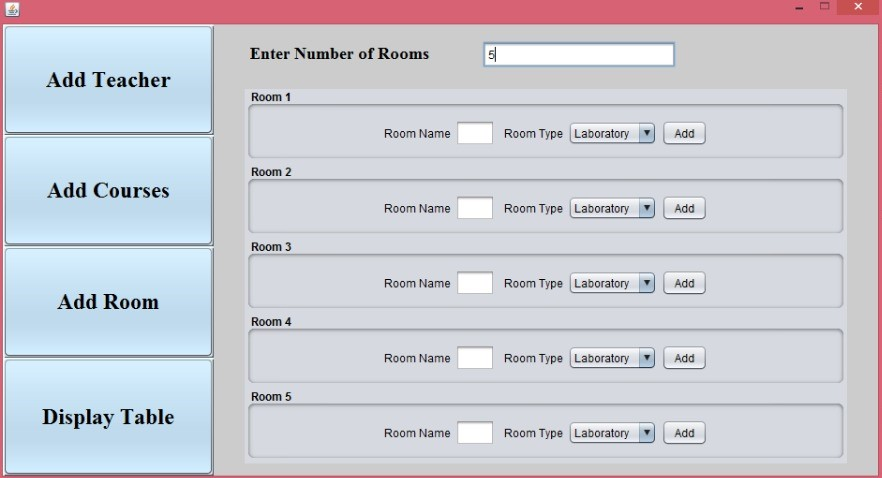 Add Teacher
Add Courses
Add Room
Display Table
Enter Number of Rooms 5
Room 1
Room Name Room Type Laboratory Add
Room 2
Room Name Room Type Laboratory Add
Room 3
Room Name Room Type Laboratory Add
Room 4
Room Name Room Type Laboratory Add
Room 5
Room Name Room Type Laboratory Add